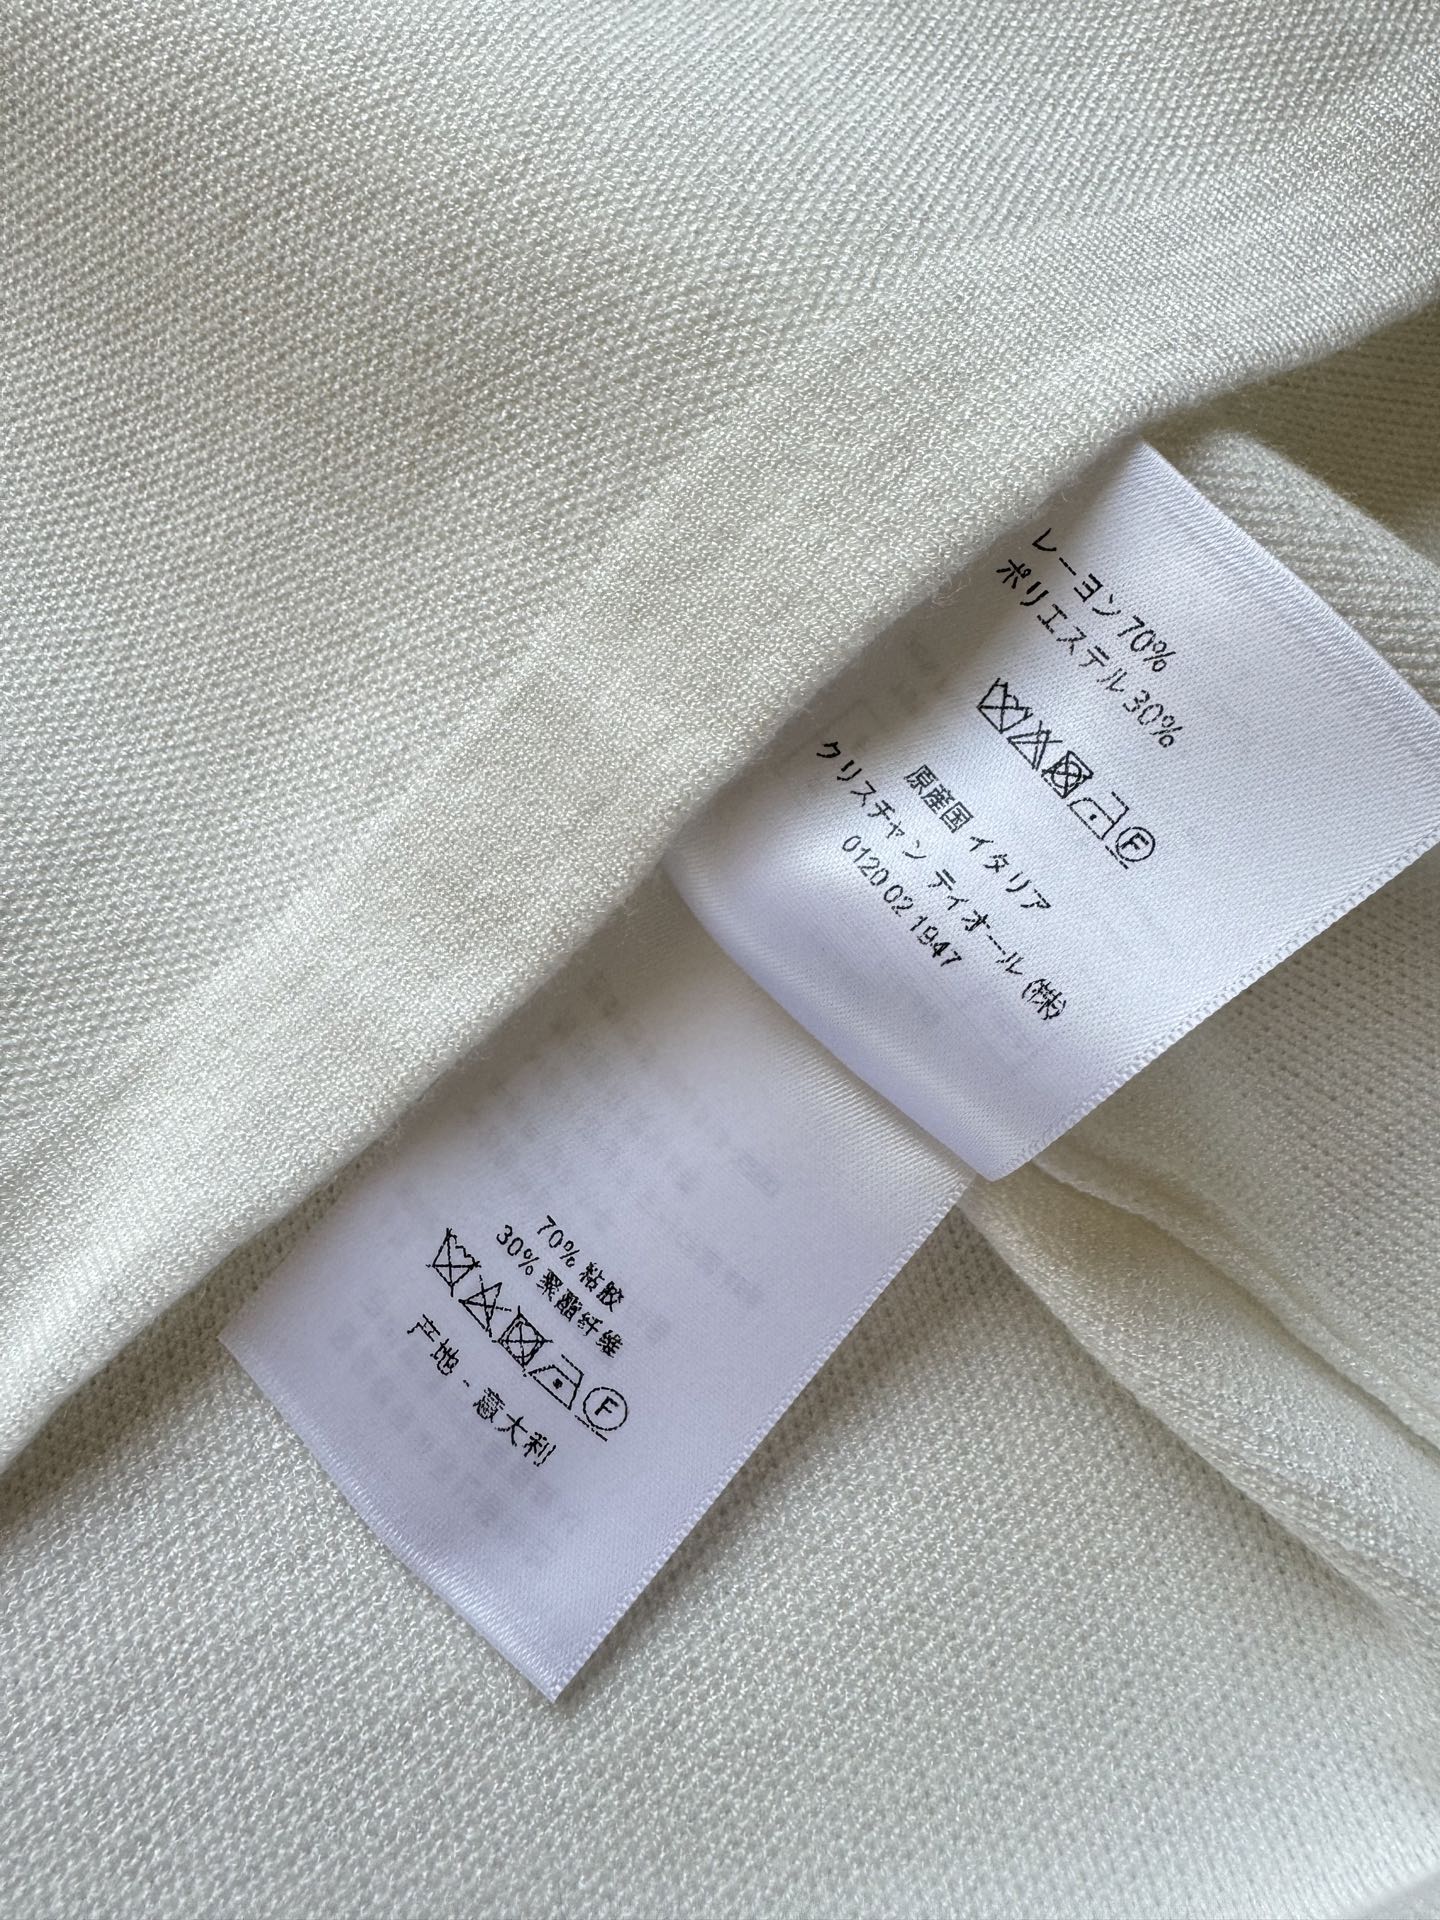 レーヨン 70%
ポリエステル 30%
F
原産国 イタリア
クリスチャン ディオール (株)
0120 02 1947
70% 粘胶
30% 聚酯纤维
F
产地 - 意大利